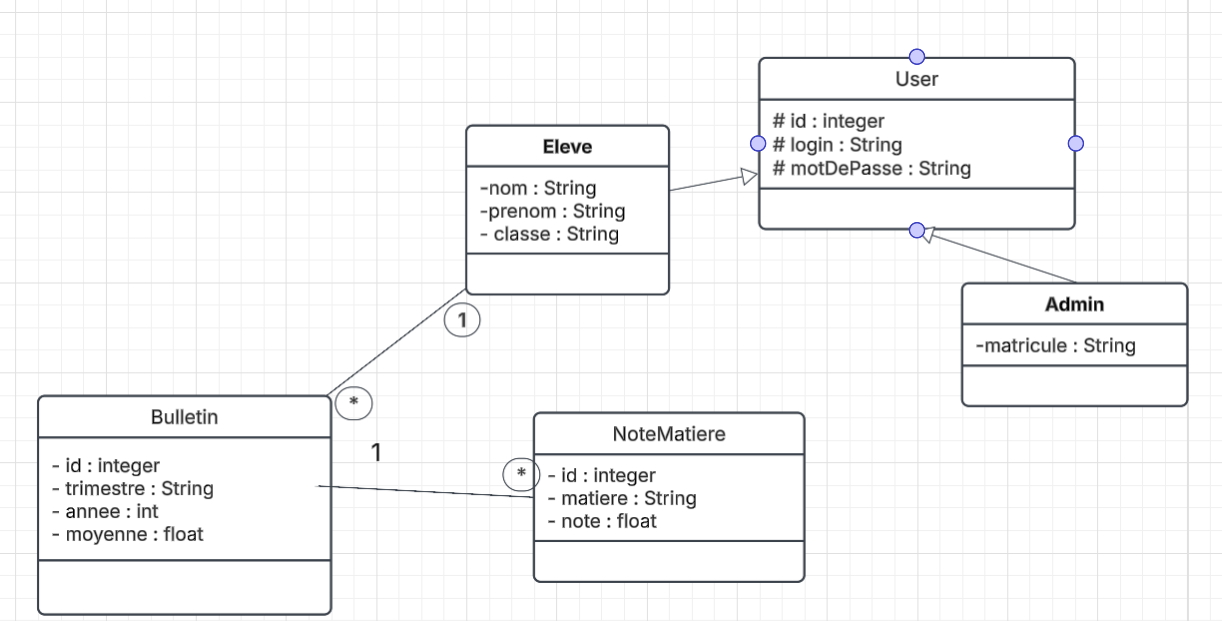 User
# id : integer
# login : String
# motDePasse : String
Eleve
-nom : String
-prenom : String
- classe : String
1
*
Admin
-matricule : String
Bulletin
- id : integer
- trimestre : String
- annee : int
- moyenne : float
1
*
NoteMatiere
- id : integer
- matiere : String
- note : float